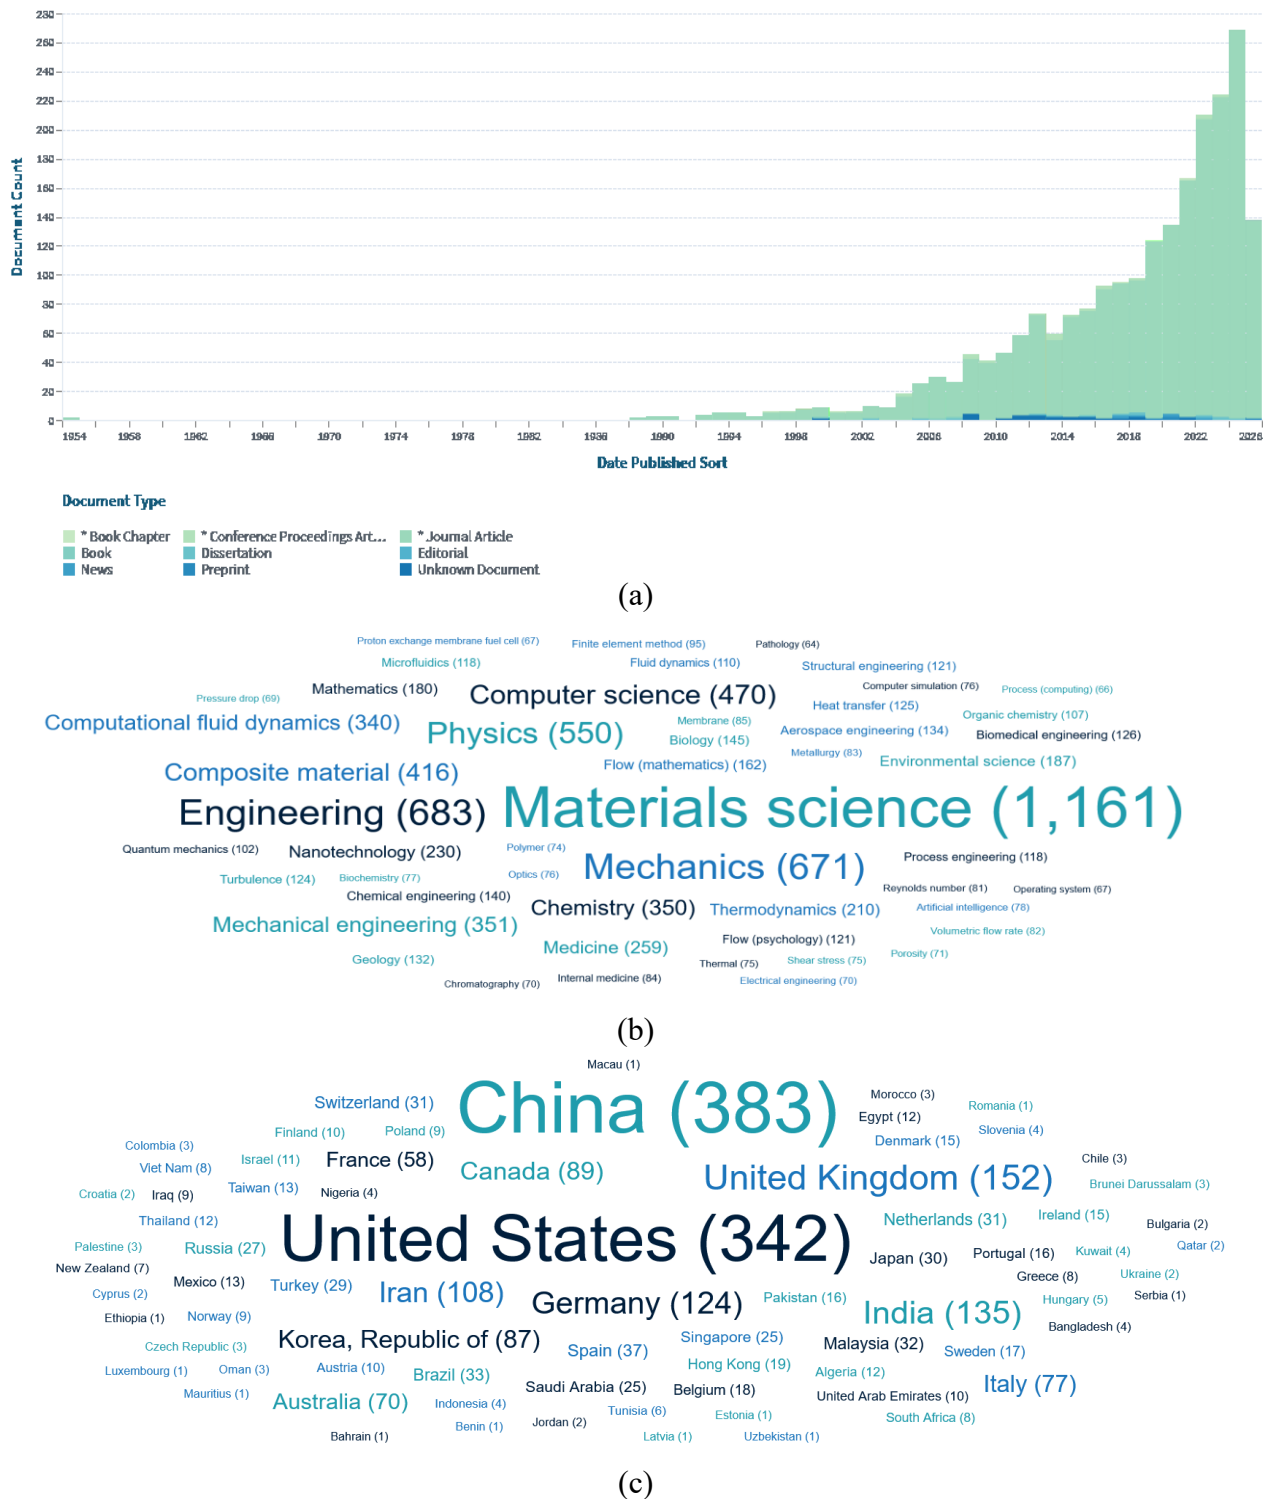 280
260
240
220
200
180
160
140
120
100
80
60
40
20
0
Document Count
1954 1958 1962 1966 1970 1974 1978 1982 1986 1990 1994 1998 2002 2006 2010 2014 2018 2022 2026
Date Published Sort
Document Type
* Book Chapter * Conference Proceedings Art... * Journal Article
Book Dissertation Editorial
News Preprint Unknown Document
(a)
Proton exchange membrane fuel cell (67) Finite element method (95) Pathology (64)
Microfluidics (118) Fluid dynamics (110) Structural engineering (121)
Mathematics (180) Computer science (470) Computer simulation (76) Process (computing) (66)
Pressure drop (69) Heat transfer (125) Organic chemistry (107)
Computational fluid dynamics (340) Physics (550) Membrane (85) Aerospace engineering (134) Biomedical engineering (126)
Biology (145) Metallurgy (83)
Composite material (416) Flow (mathematics) (162) Environmental science (187)
Engineering (683) Materials science (1,161)
Quantum mechanics (102) Nanotechnology (230) Polymer (74) Mechanics (671) Process engineering (118)
Turbulence (124) Biochemistry (77) Optics (76) Reynolds number (81) Operating system (67)
Chemical engineering (140) Chemistry (350) Thermodynamics (210) Artificial intelligence (78)
Mechanical engineering (351) Volumetric flow rate (82)
Medicine (259) Flow (psychology) (121) Porosity (71)
Geology (132) Thermal (75) Shear stress (75)
Chromatography (70) Internal medicine (84) Electrical engineering (70)
(b)
Macau (1)
Switzerland (31) China (383) Morocco (3) Romania (1)
Egypt (12)
Finland (10) Poland (9) Denmark (15) Slovenia (4)
Colombia (3) Israel (11) France (58) Canada (89) United Kingdom (152) Chile (3)
Viet Nam (8)
Croatia (2) Iraq (9) Taiwan (13) Nigeria (4) Brunei Darussalam (3)
Thailand (12) United States (342) Netherlands (31) Ireland (15) Bulgaria (2)
Palestine (3) Russia (27) Japan (30) Portugal (16) Kuwait (4) Qatar (2)
New Zealand (7) Mexico (13) Turkey (29) Iran (108) Greece (8) Ukraine (2)
Cyprus (2) Germany (124) Pakistan (16) India (135) Hungary (5) Serbia (1)
Ethiopia (1) Norway (9) Bangladesh (4)
Czech Republic (3) Korea, Republic of (87) Spain (37) Singapore (25) Malaysia (32) Sweden (17)
Luxembourg (1) Oman (3) Austria (10) Brazil (33) Hong Kong (19) Algeria (12)
Mauritius (1) Australia (70) Indonesia (4) Saudi Arabia (25) Belgium (18) United Arab Emirates (10) Italy (77)
Benin (1) Jordan (2) Tunisia (6) Estonia (1) South Africa (8)
Bahrain (1) Latvia (1) Uzbekistan (1)
(c)